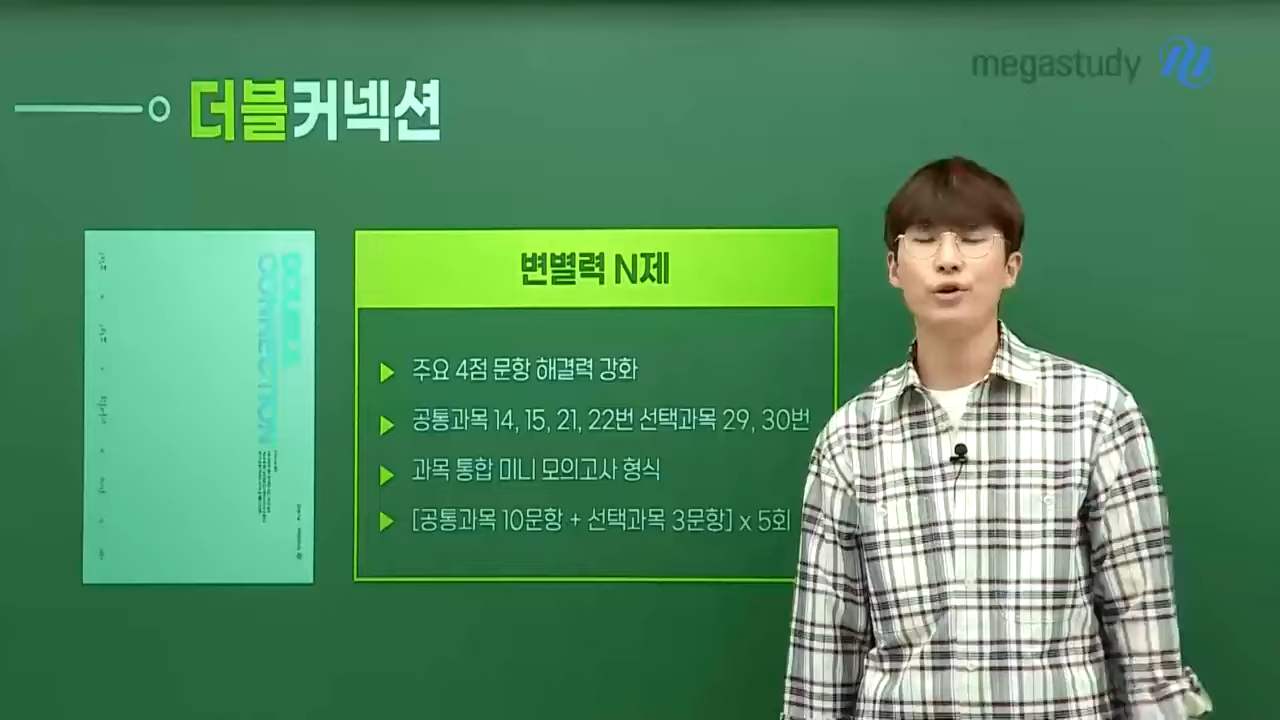 megastudy
더블커넥션
DOUBLE
CONNECTION
변별력 N제
주요 4점 문항 해결력 강화
공통과목 14, 15, 21, 22번 선택과목 29, 30번
과목 통합 미니 모의고사 형식
[공통과목 10문항 + 선택과목 3문항] x 5회